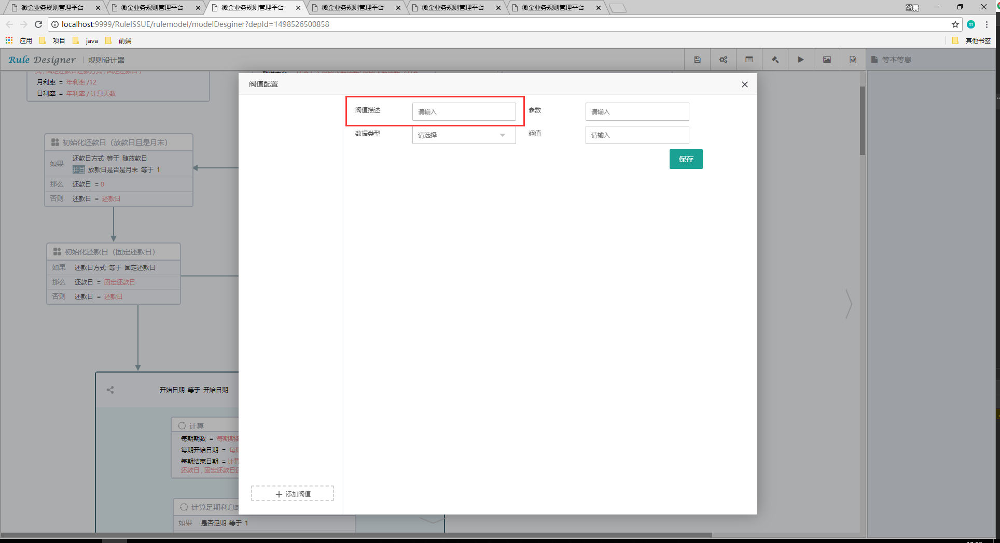 微金业务规则管理平台
微金业务规则管理平台
微金业务规则管理平台
微金业务规则管理平台
微金业务规则管理平台
微金业务规则管理平台
涵晨
localhost:9999/RuleISSUE/rulemodel/modelDesginer?depId=1498526500858
m
应用
项目
java
前端
其他书签
Rule Designer
规则设计器
等本等息
月利率 = 年利率 /12
日利率 = 年利率 / 计息天数
初始化还款日（放款日且是月末）
如果
还款日方式 等于 随放款日
并且 放款日是否是月末 等于 1
那么 还款日 = 0
否则 还款日 = 还款日
初始化还款日（固定还款日）
如果 还款日方式 等于 固定还款日
那么 还款日 = 固定还款日
否则 还款日 = 还款日
开始日期 等于 开始日期
计算
每期期数 = 每期期数
每期开始日期 = 每期
每期结束日期 = 计算
还款日 , 固定还款日还
计算足期利息或
如果 是否足期 等于 1
阀值配置
阀值描述 请输入
参数 请输入
数据类型 请选择
阀值 请输入
保存
添加阀值